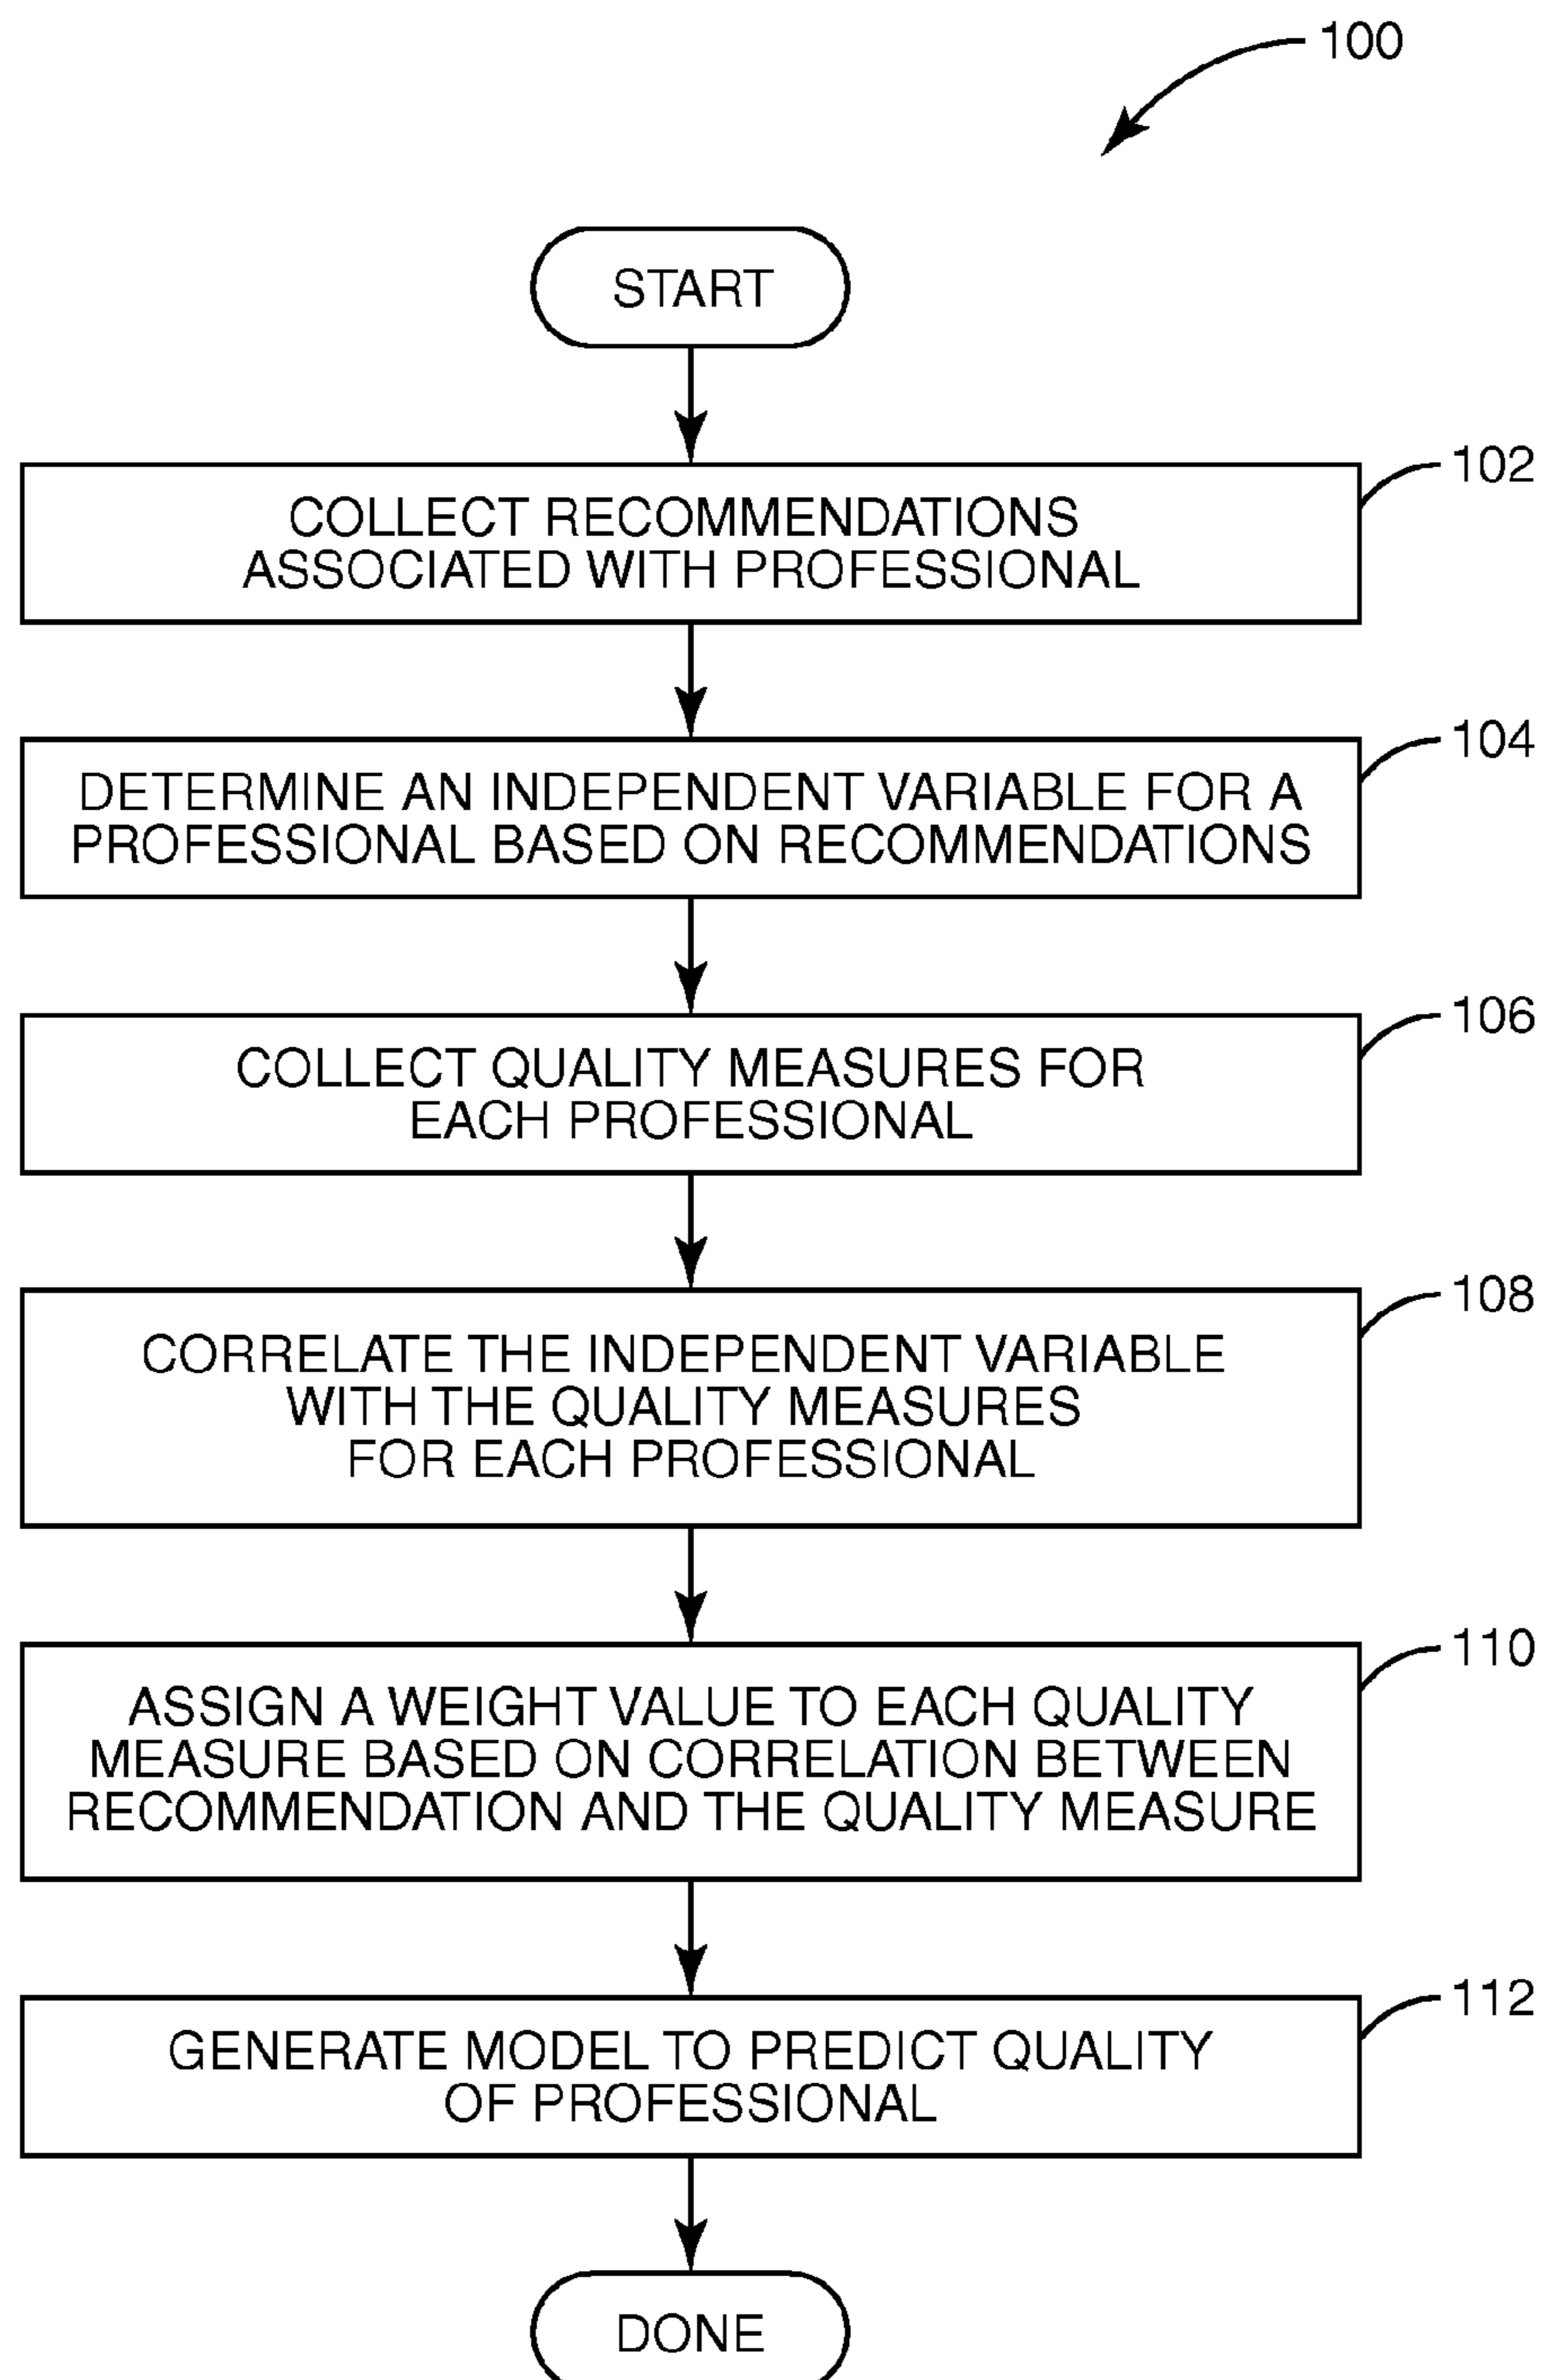 100
START
102
COLLECT RECOMMENDATIONS
ASSOCIATED WITH PROFESSIONAL
104
DETERMINE AN INDEPENDENT VARIABLE FOR A
PROFESSIONAL BASED ON RECOMMENDATIONS
106
COLLECT QUALITY MEASURES FOR
EACH PROFESSIONAL
108
CORRELATE THE INDEPENDENT VARIABLE
WITH THE QUALITY MEASURES
FOR EACH PROFESSIONAL
110
ASSIGN A WEIGHT VALUE TO EACH QUALITY
MEASURE BASED ON CORRELATION BETWEEN
RECOMMENDATION AND THE QUALITY MEASURE
112
GENERATE MODEL TO PREDICT QUALITY
OF PROFESSIONAL
DONE